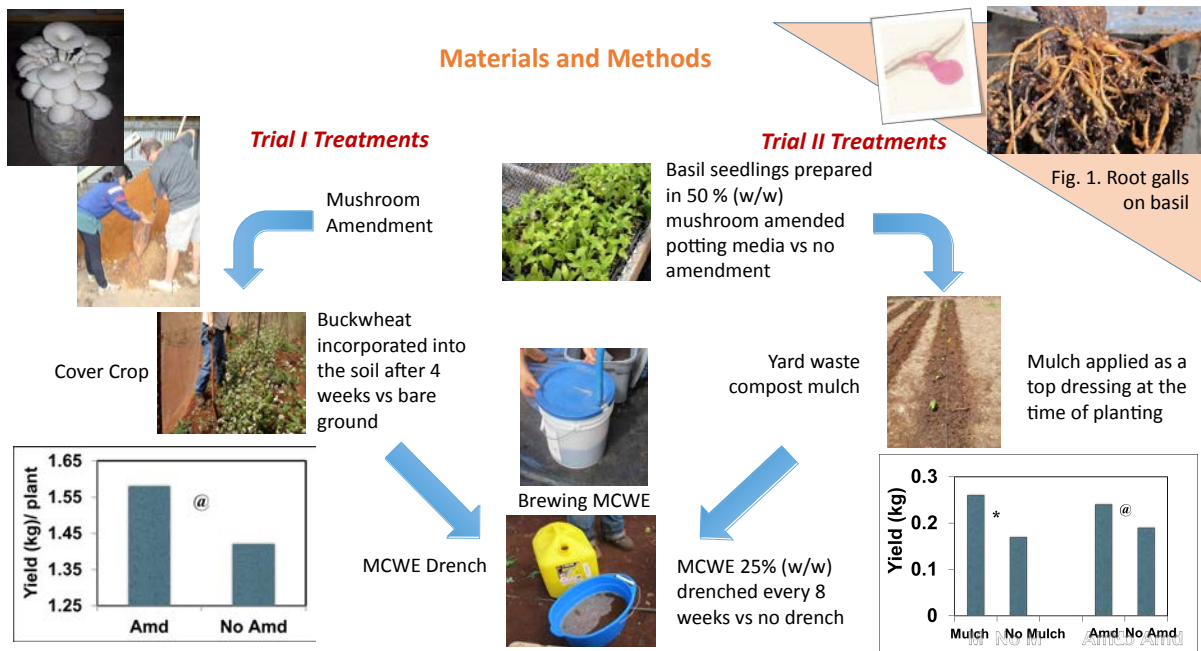 Materials and Methods
Trial I Treatments
Mushroom
Amendment
Cover Crop
Buckwheat
incorporated into
the soil after 4
weeks vs bare
ground
MCWE Drench
Yield (kg)/ plant
1.65
1.55
1.45
1.35
1.25
@
Amd
No Amd
Trial II Treatments
Basil seedlings prepared
in 50 % (w/w)
mushroom amended
potting media vs no
amendment
Fig. 1. Root galls
on basil
Yard waste
compost mulch
Mulch applied as a
top dressing at the
time of planting
Brewing MCWE
MCWE 25% (w/w)
drenched every 8
weeks vs no drench
Yield (kg)
0.3
0.2
0.1
0
*
@
Mulch
No Mulch
Amd
No Amd